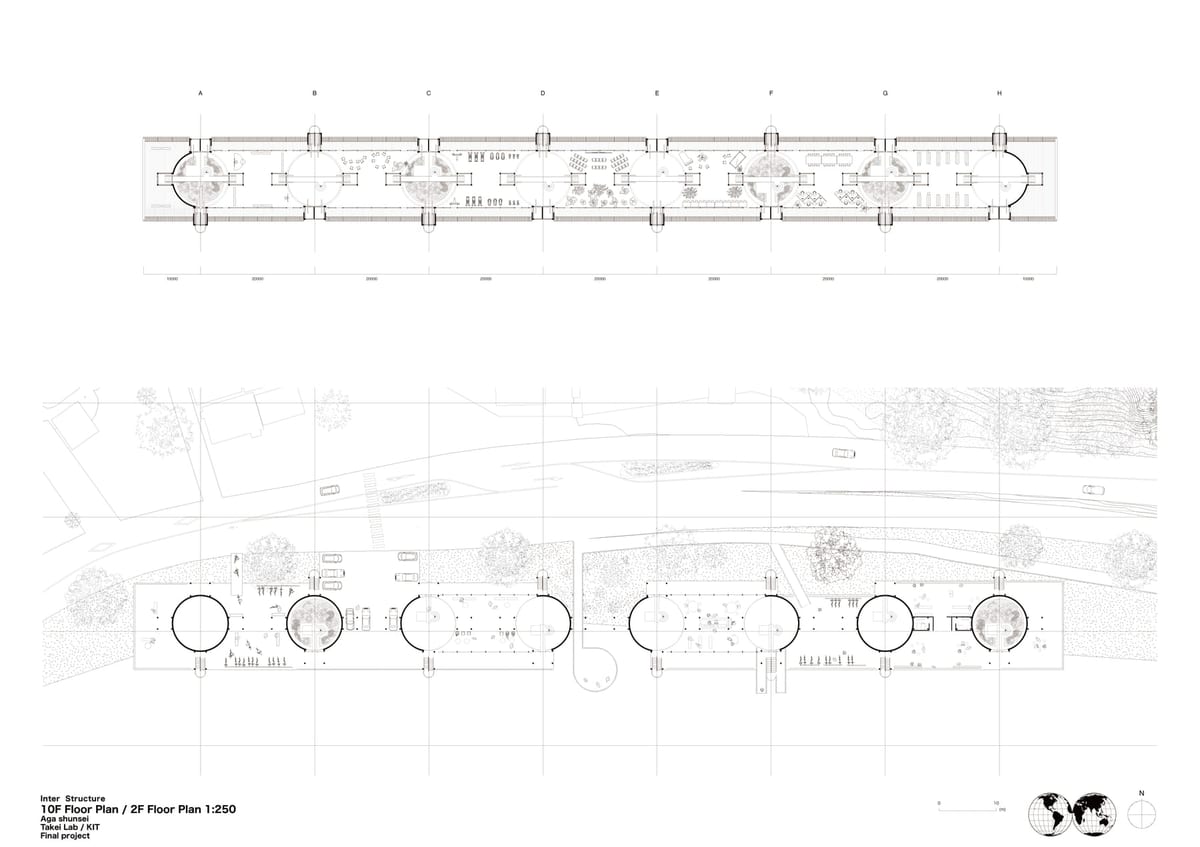 A B C D E F G H
10000 20000 20000 20000 20000 20000 20000 20000 10000
Inter Structure
10F Floor Plan / 2F Floor Plan 1:250
Aga shunsei
Takei Lab / KIT
Final project
0 10
(m)
N